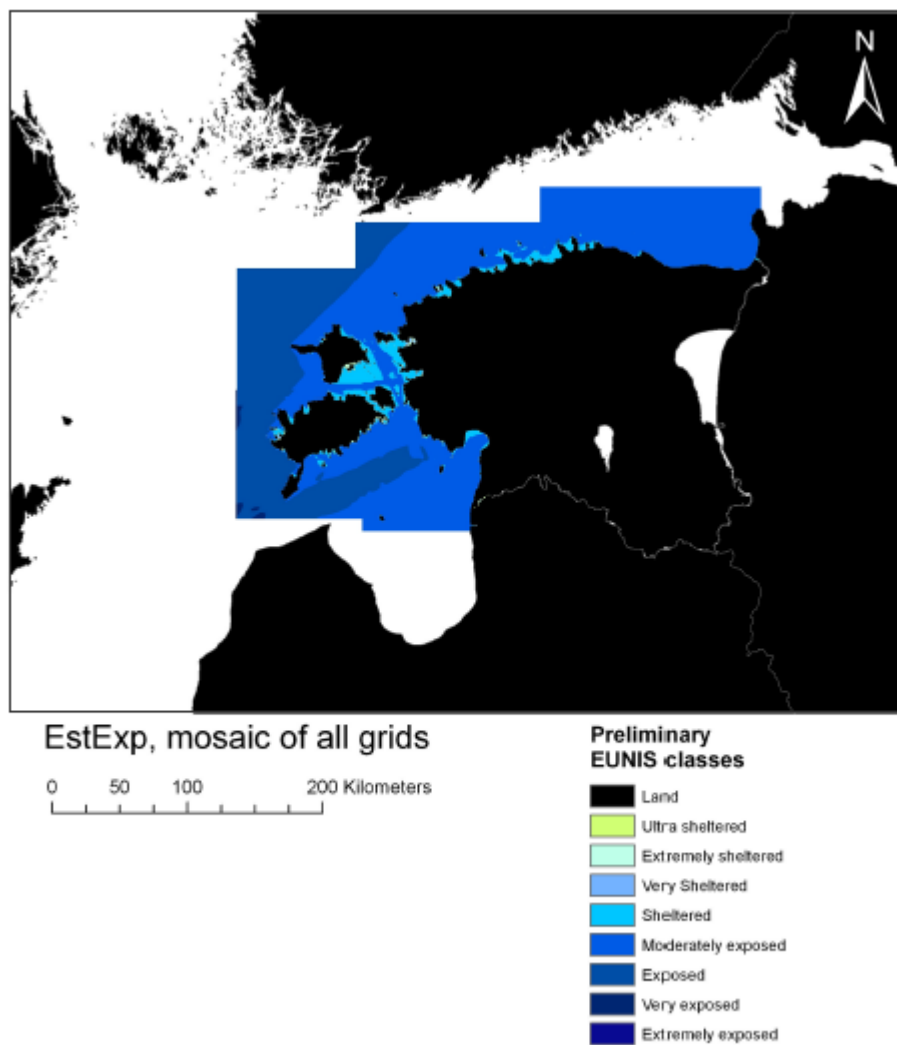 N
EstExp, mosaic of all grids
0 50 100 200 Kilometers
Preliminary
EUNIS classes
Land
Ultra sheltered
Extremely sheltered
Very Sheltered
Sheltered
Moderately exposed
Exposed
Very exposed
Extremely exposed